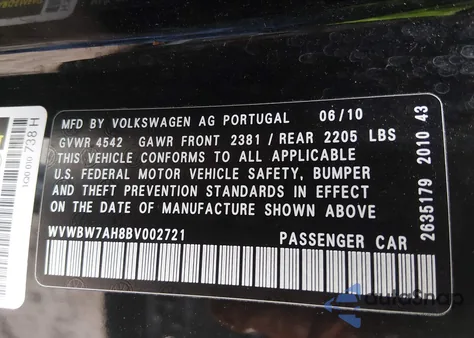 MFD BY VOLKSWAGEN AG PORTUGAL 06/10
GVWR 4542 GAWR FRONT 2381 / REAR 2205 LBS
THIS VEHICLE CONFORMS TO ALL APPLICABLE
U.S. FEDERAL MOTOR VEHICLE SAFETY, BUMPER
AND THEFT PREVENTION STANDARDS IN EFFECT
ON THE DATE OF MANUFACTURE SHOWN ABOVE
WVWBW7AH8BV002721 PASSENGER CAR
2635179 2010 43
738 H
autoSnap